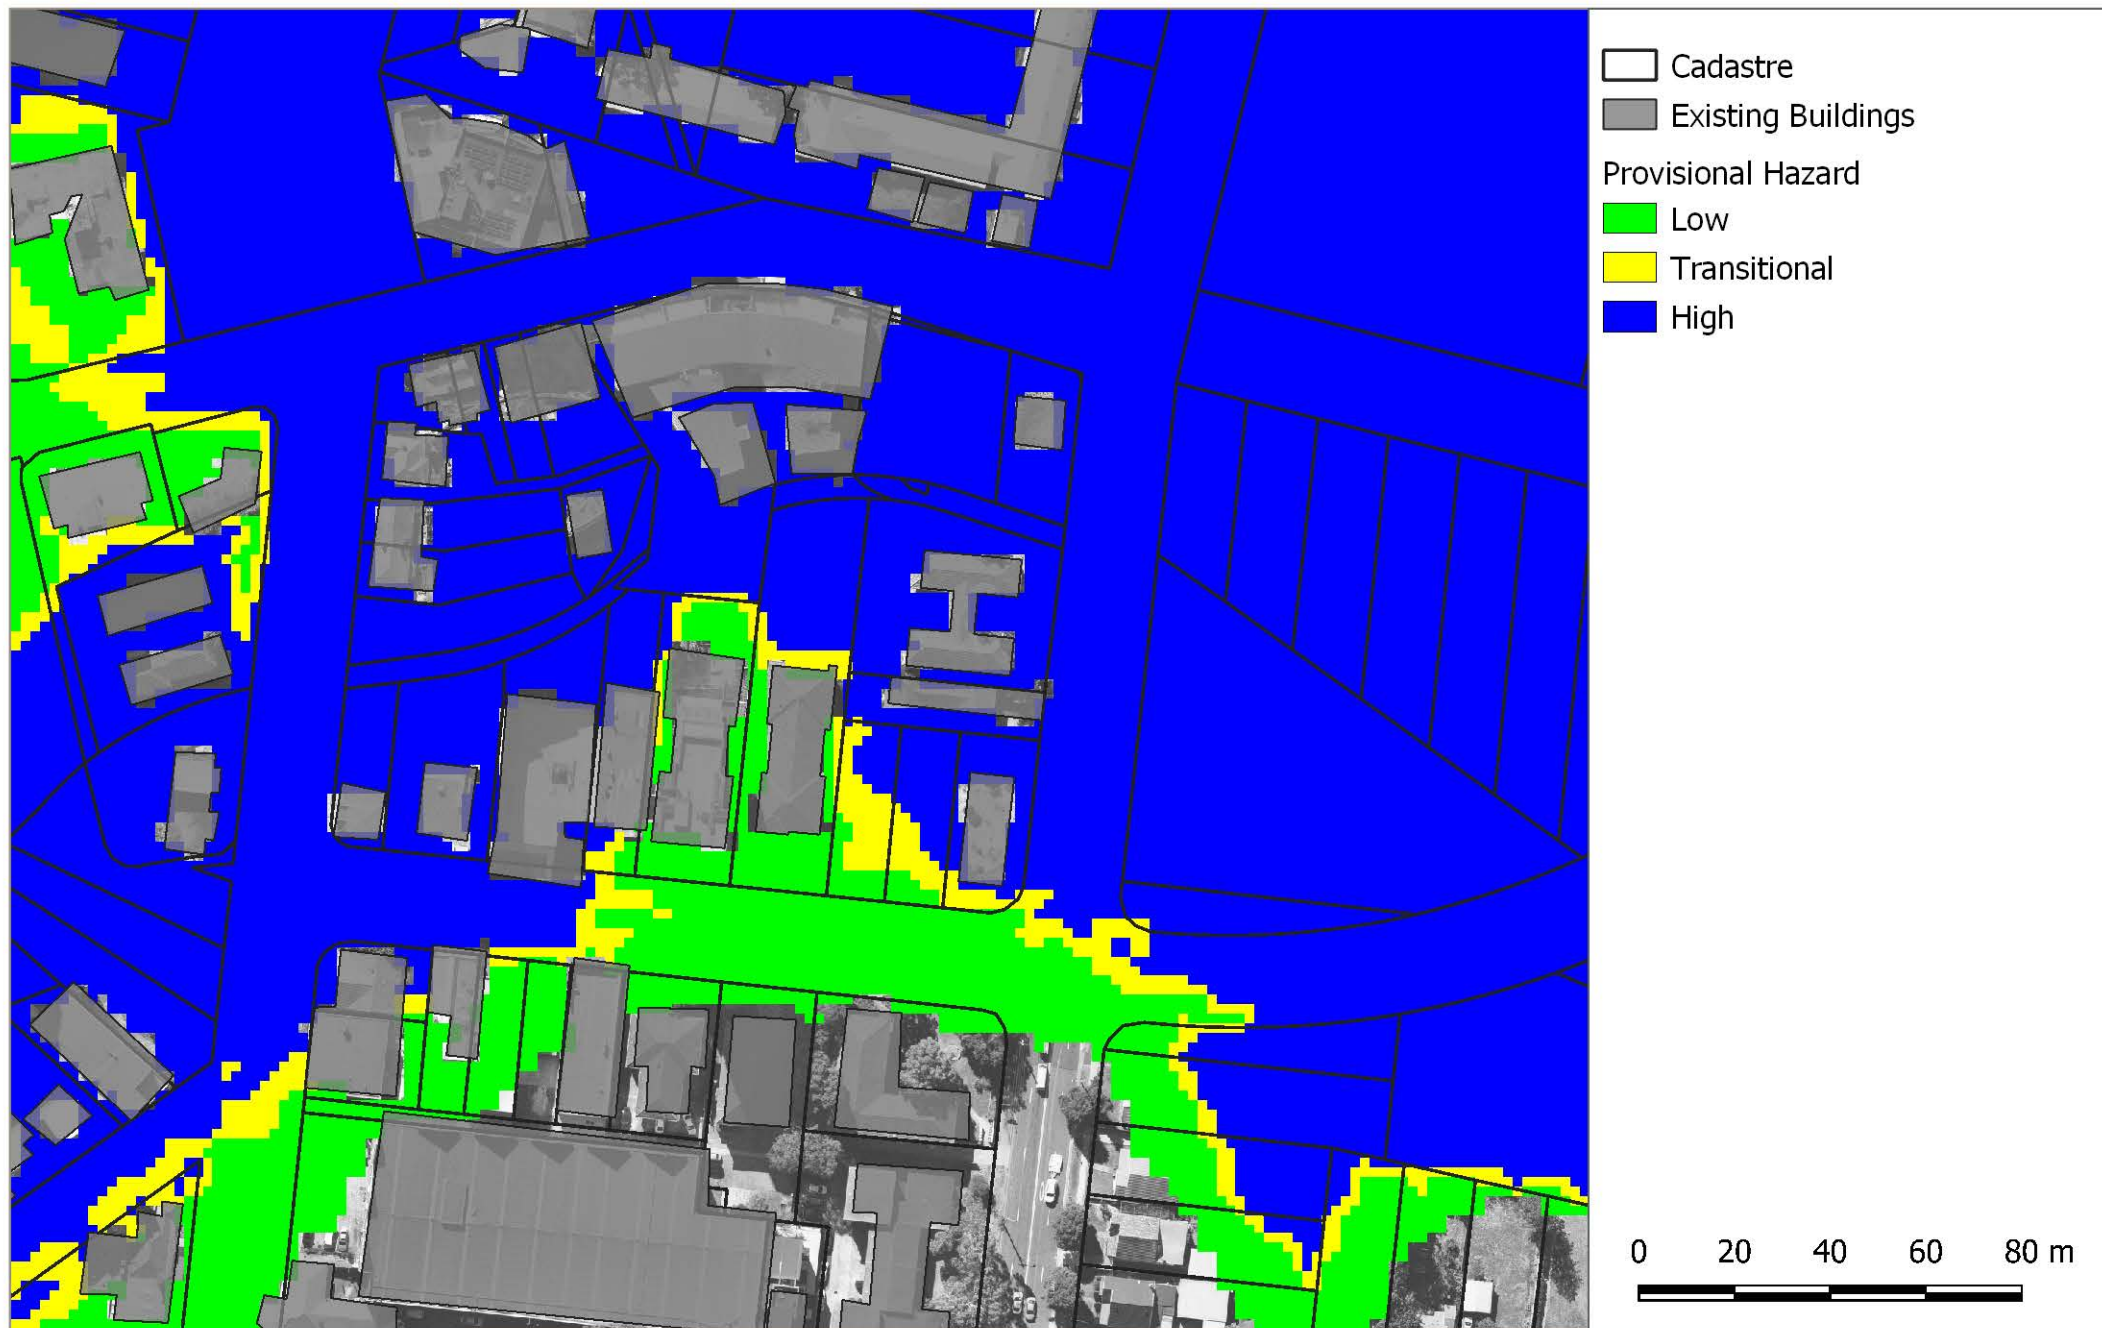 Cadastre
Existing Buildings
Provisional Hazard
Low
Transitional
High
0 20 40 60 80 m